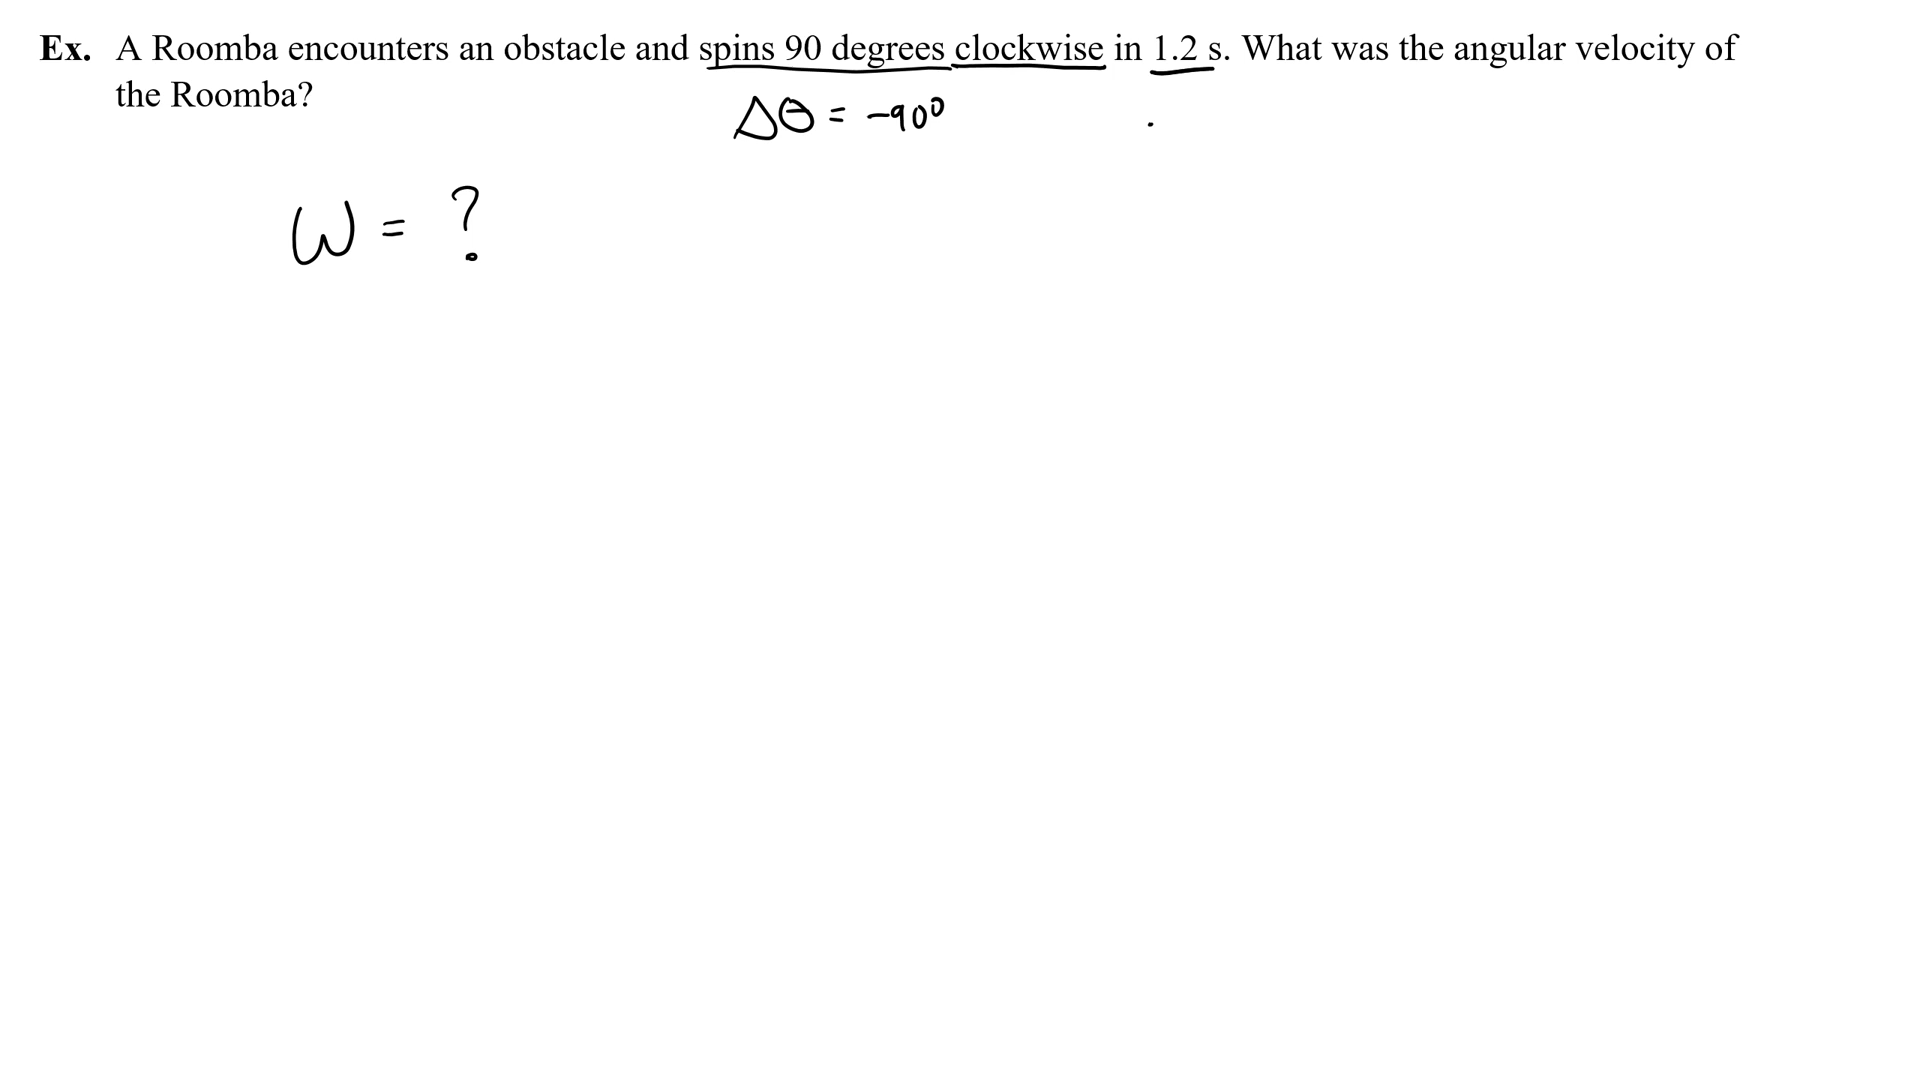 Ex. A Roomba encounters an obstacle and spins 90 degrees clockwise in 1.2 s. What was the angular velocity of
the Roomba?
Δθ = -90°
ω = ?